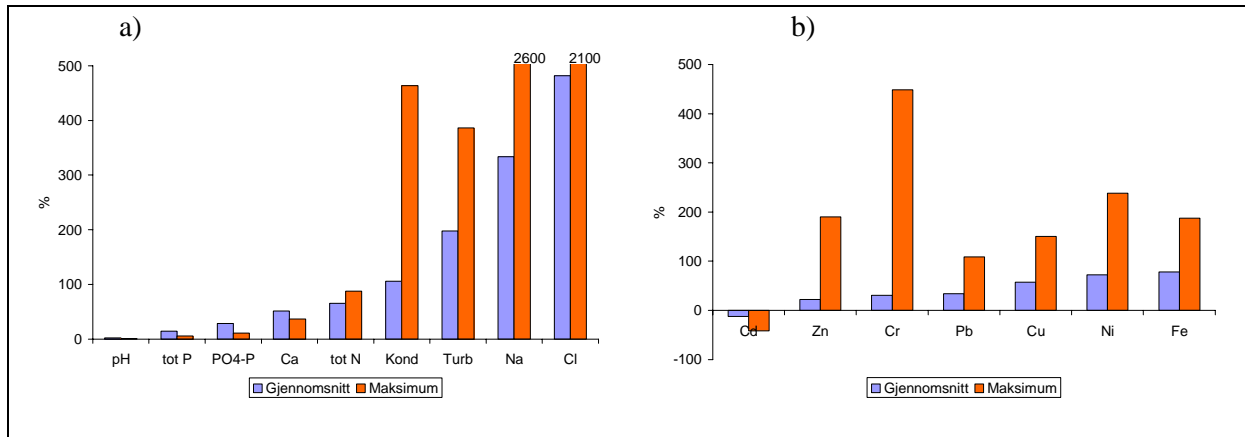 a)
2600 2100
500
400
300
200
100
0
%
pH tot P PO4-P Ca tot N Kond Turb Na Cl
Gjennomsnitt Maksimum
b)
500
400
300
200
100
0
-100
%
Cd Zn Cr Pb Cu Ni Fe
Gjennomsnitt Maksimum